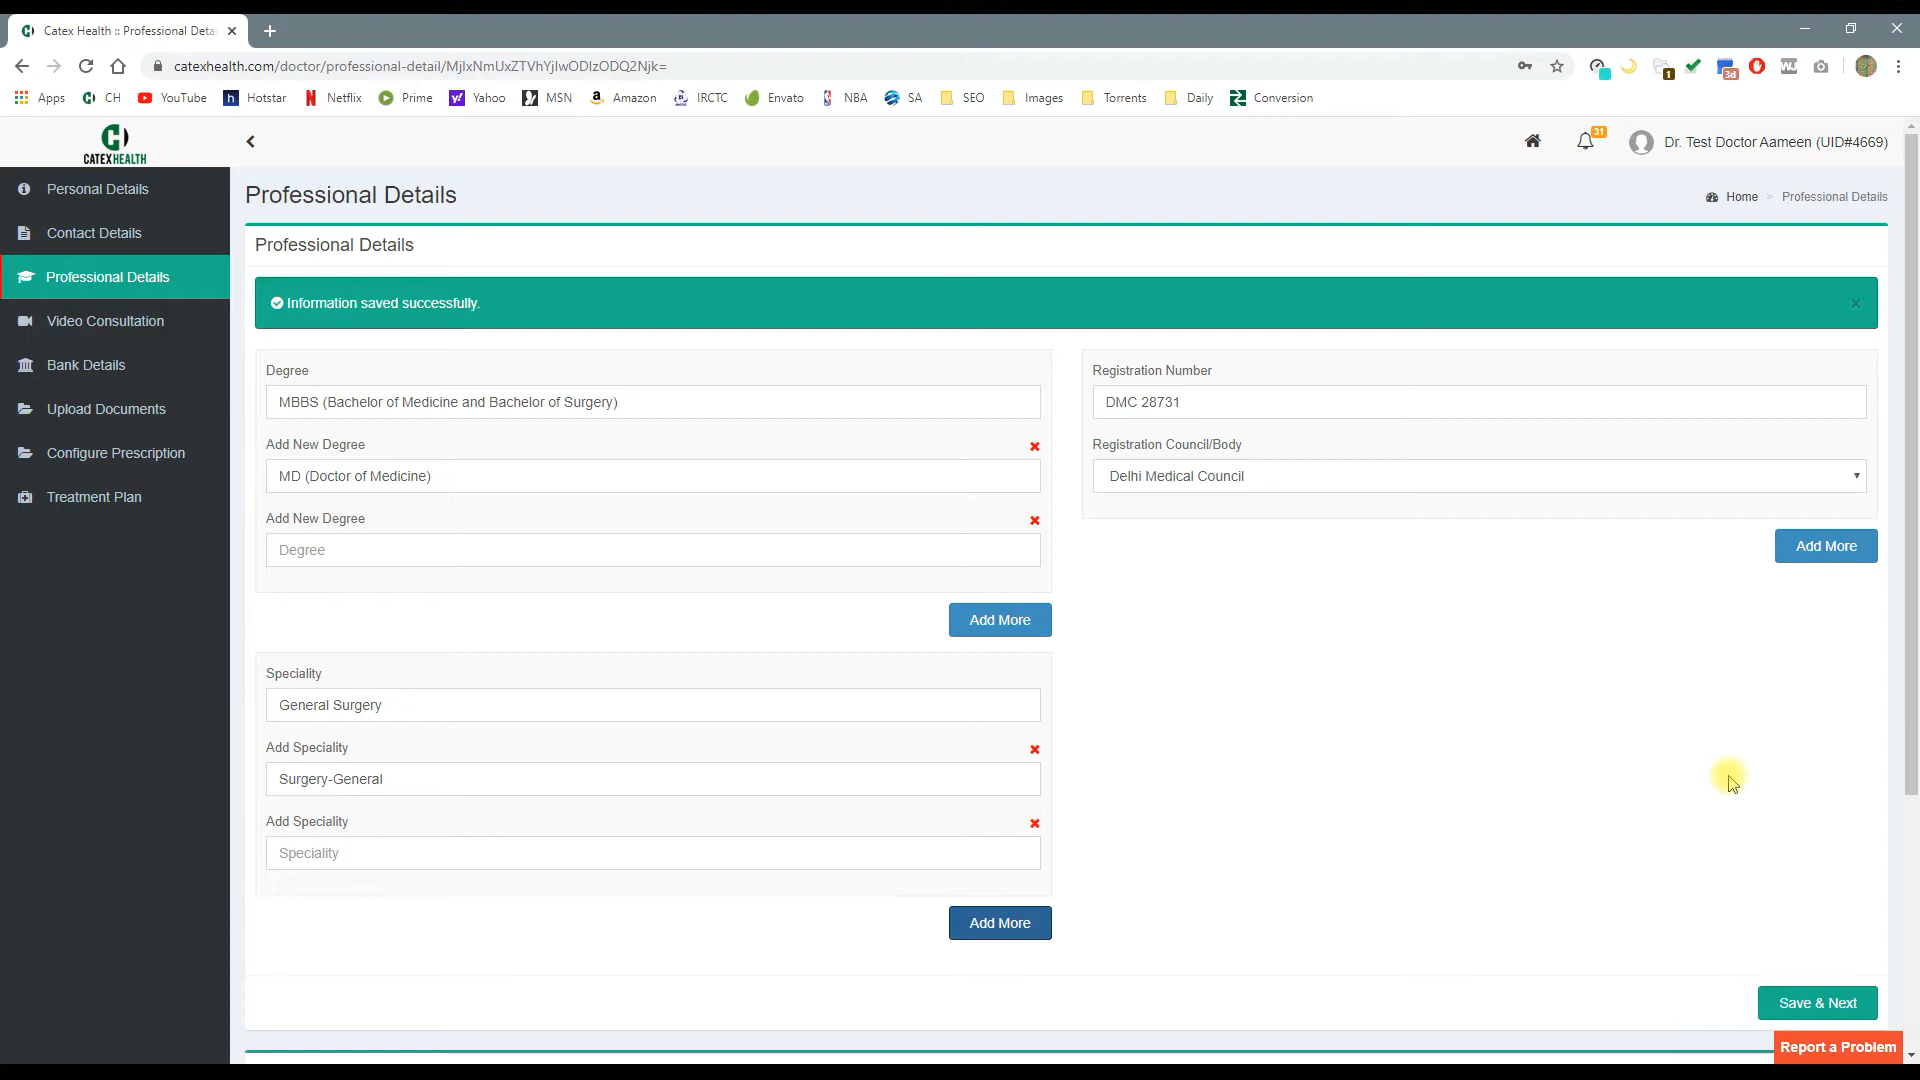 Catex Health :: Professional Deta
catexhealth.com/doctor/professional-detail/MjIxNmUxZTVhYjIwODIzODQ2Njk=
1
3d
Apps CH YouTube Hotstar Netflix Prime Yahoo MSN Amazon IRCTC Envato NBA SA SEO Images Torrents Daily Conversion
CATEXHEALTH
31
Dr. Test Doctor Aameen (UID#4669)
Personal Details
Contact Details
Professional Details
Video Consultation
Bank Details
Upload Documents
Configure Prescription
Treatment Plan
Professional Details
Home > Professional Details
Professional Details
Information saved successfully.
×
Degree
MBBS (Bachelor of Medicine and Bachelor of Surgery)
Add New Degree
MD (Doctor of Medicine)
Add New Degree
Degree
Add More
Registration Number
DMC 28731
Registration Council/Body
Delhi Medical Council
Add More
Speciality
General Surgery
Add Speciality
Surgery-General
Add Speciality
Speciality
Add More
Save & Next
Report a Problem